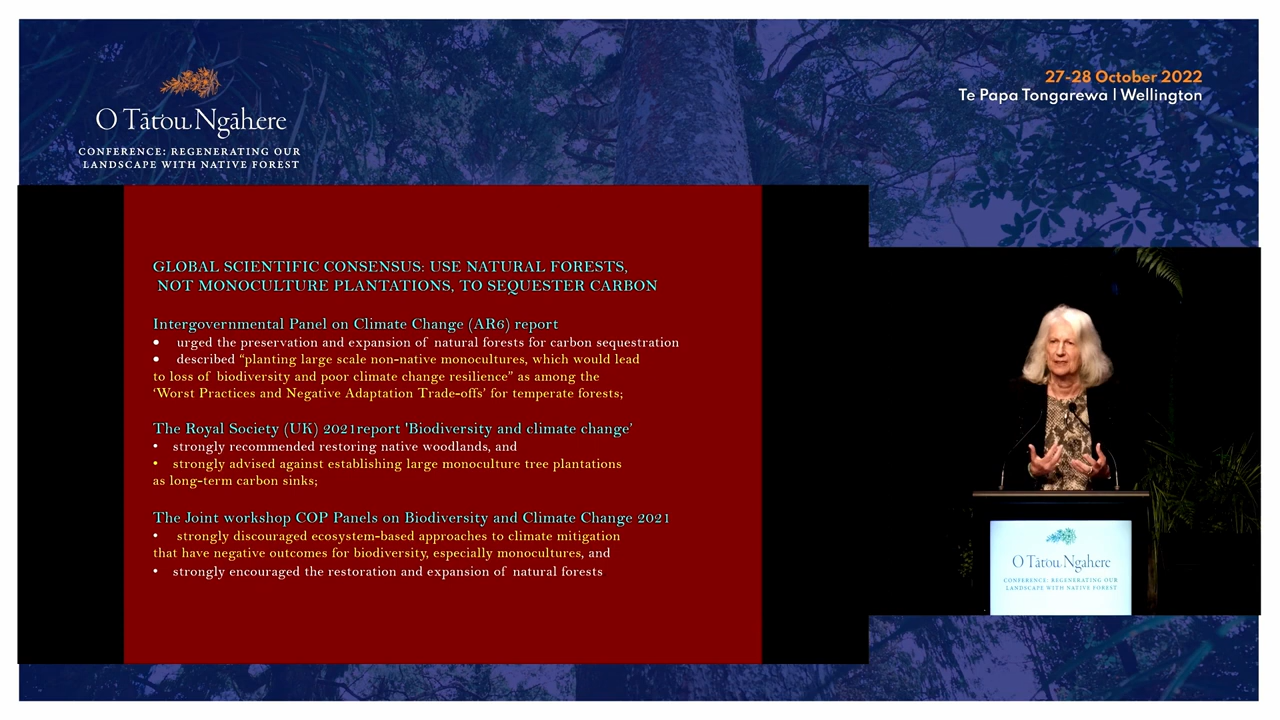 O Tātou Ngāhere
CONFERENCE: REGENERATING OUR
LANDSCAPE WITH NATIVE FOREST
27-28 October 2022
Te Papa Tongarewa | Wellington
GLOBAL SCIENTIFIC CONSENSUS: USE NATURAL FORESTS,
NOT MONOCULTURE PLANTATIONS, TO SEQUESTER CARBON
Intergovernmental Panel on Climate Change (AR6) report
• urged the preservation and expansion of natural forests for carbon sequestration
• described “planting large scale non-native monocultures, which would lead
to loss of biodiversity and poor climate change resilience” as among the
‘Worst Practices and Negative Adaptation Trade-offs’ for temperate forests;
The Royal Society (UK) 2021report 'Biodiversity and climate change'
• strongly recommended restoring native woodlands, and
• strongly advised against establishing large monoculture tree plantations
as long-term carbon sinks;
The Joint workshop COP Panels on Biodiversity and Climate Change 2021
• strongly discouraged ecosystem-based approaches to climate mitigation
that have negative outcomes for biodiversity, especially monocultures, and
• strongly encouraged the restoration and expansion of natural forests
O Tātou Ngāhere
CONFERENCE: REGENERATING OUR
LANDSCAPE WITH NATIVE FOREST